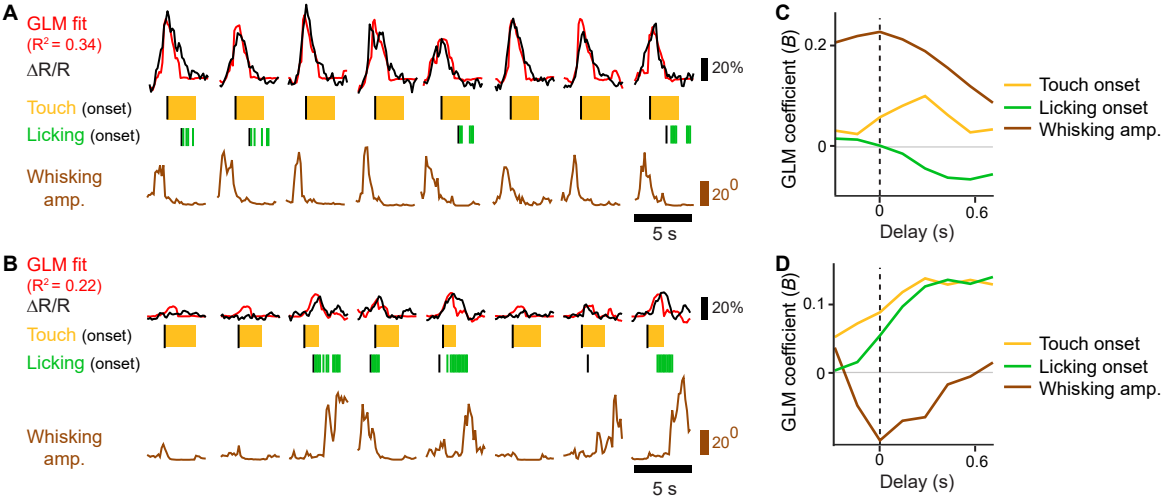 A
GLM fit
(R² = 0.34)
ΔR/R
20%
Touch (onset)
Licking (onset)
Whisking
amp.
20⁰
5 s
B
GLM fit
(R² = 0.22)
ΔR/R
20%
Touch (onset)
Licking (onset)
Whisking
amp.
20⁰
5 s
C
GLM coefficient (B)
0.2
0
0
0.6
Delay (s)
Touch onset
Licking onset
Whisking amp.
D
GLM coefficient (B)
0.1
0
0
0.6
Delay (s)
Touch onset
Licking onset
Whisking amp.